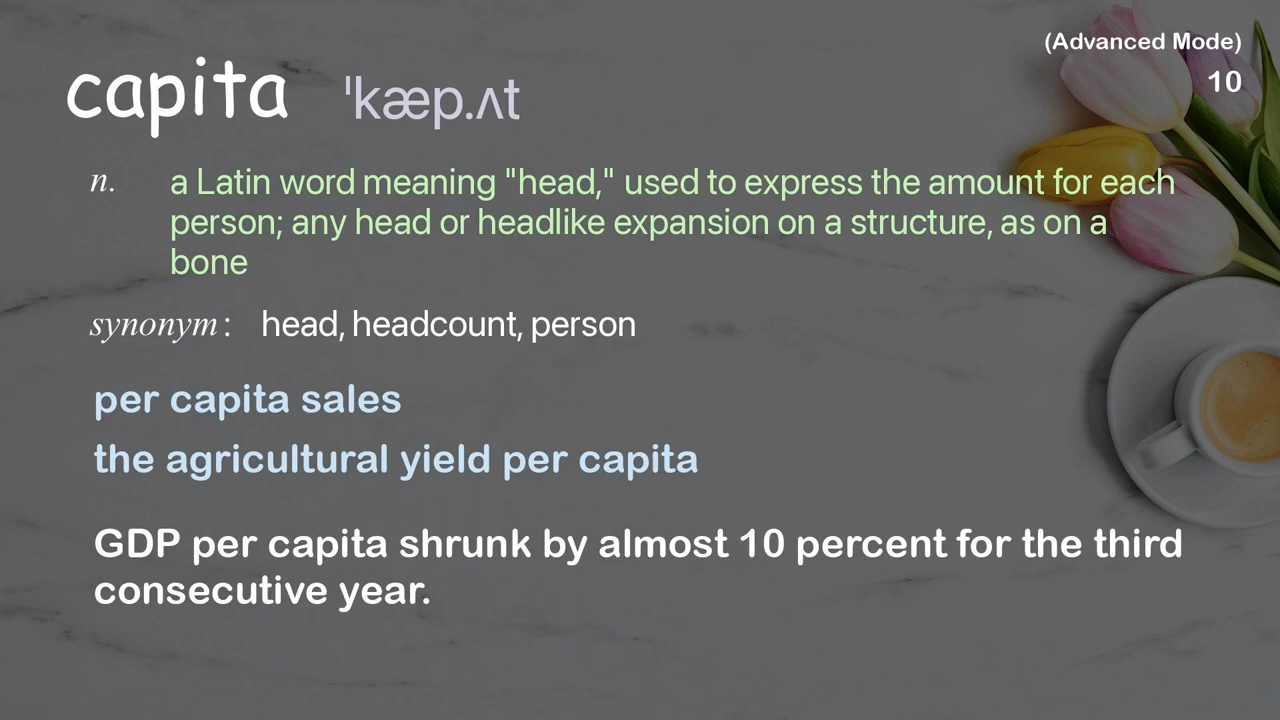 (Advanced Mode)
10
capita ˈkæp.ʌt
n. a Latin word meaning "head," used to express the amount for each
person; any head or headlike expansion on a structure, as on a
bone
synonym: head, headcount, person
per capita sales
the agricultural yield per capita
GDP per capita shrunk by almost 10 percent for the third
consecutive year.